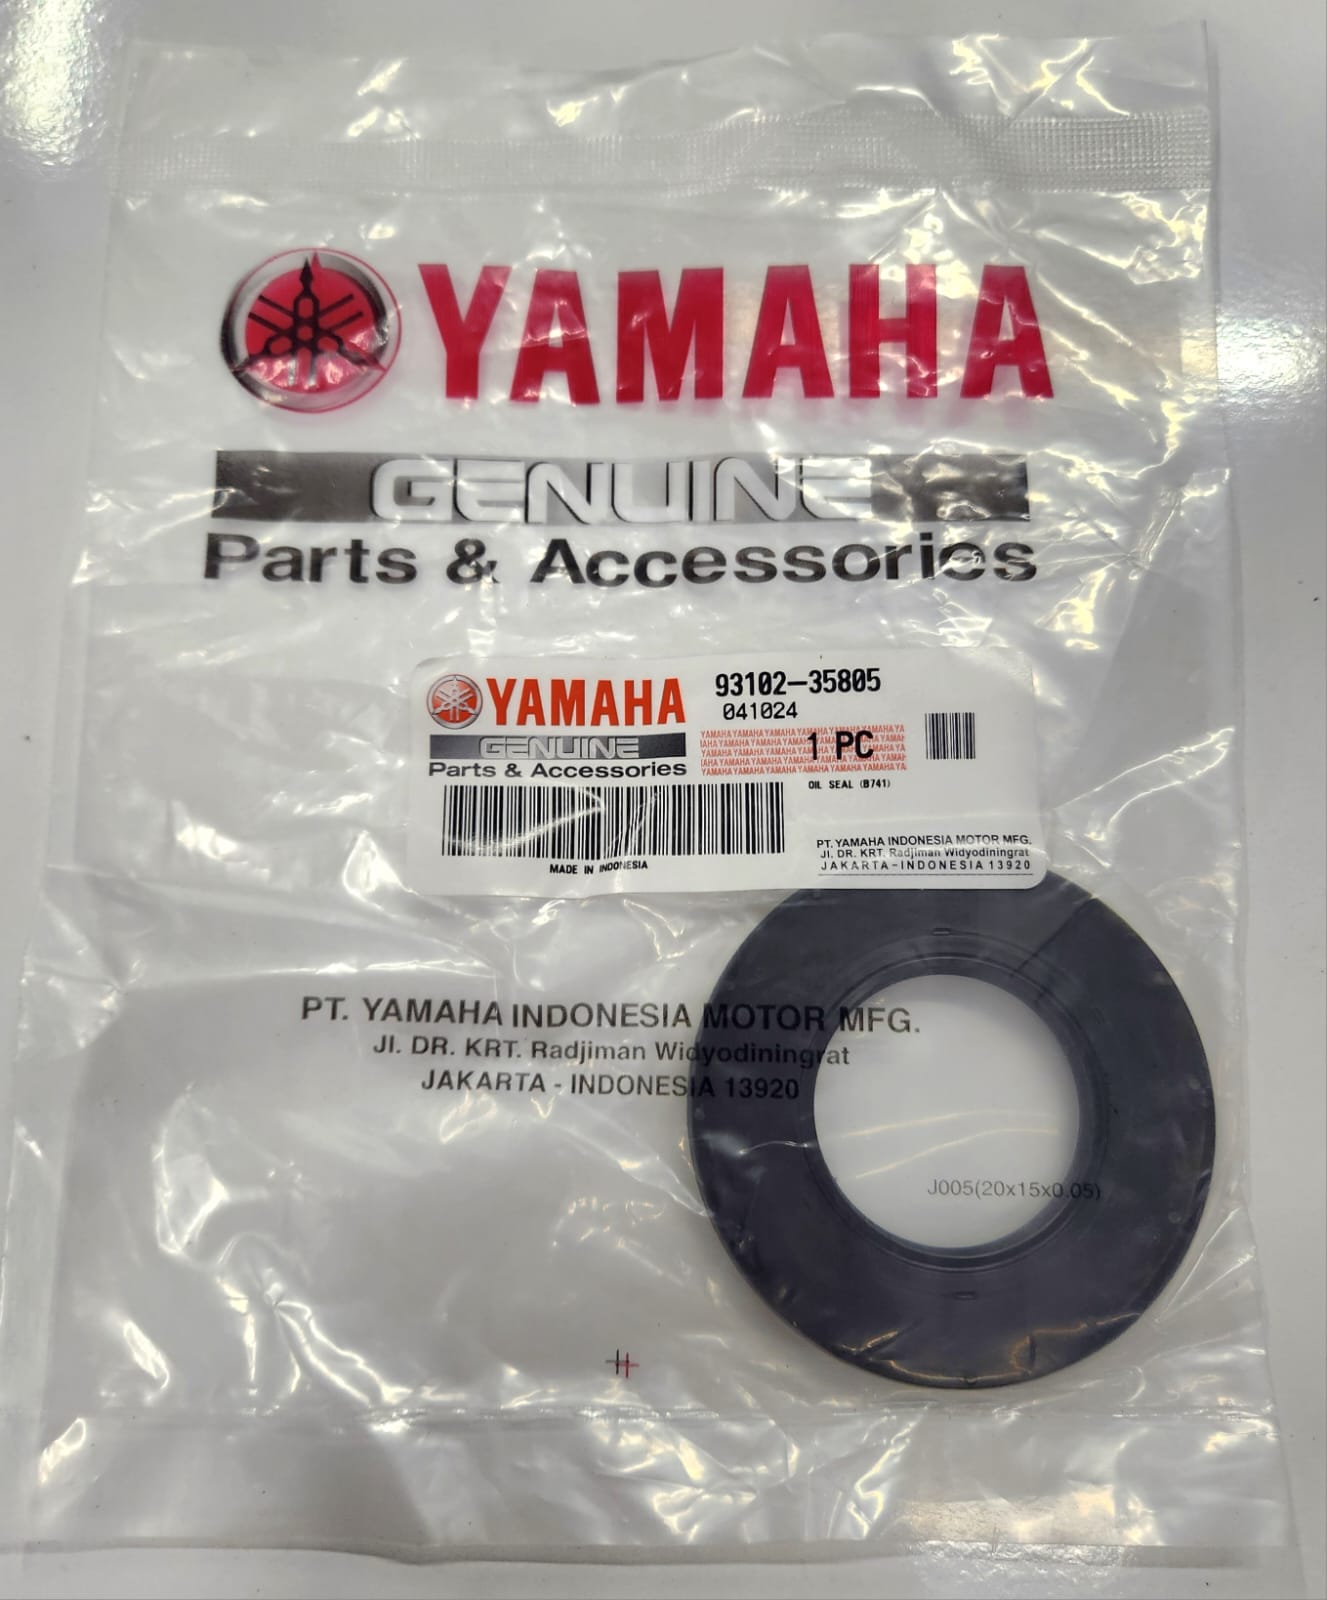 YAMAHA
GENUINE
Parts & Accessories
YAMAHA
GENUINE
Parts & Accessories
93102-35805
041024
1 PC
OIL SEAL (B741)
MADE IN INDONESIA
PT. YAMAHA INDONESIA MOTOR MFG.
Jl. DR. KRT. Radjiman Widyodiningrat
JAKARTA-INDONESIA 13920
PT. YAMAHA INDONESIA MOTOR MFG.
Jl. DR. KRT. Radjiman Widyodiningrat
JAKARTA - INDONESIA 13920
J005(20x15x0.05)